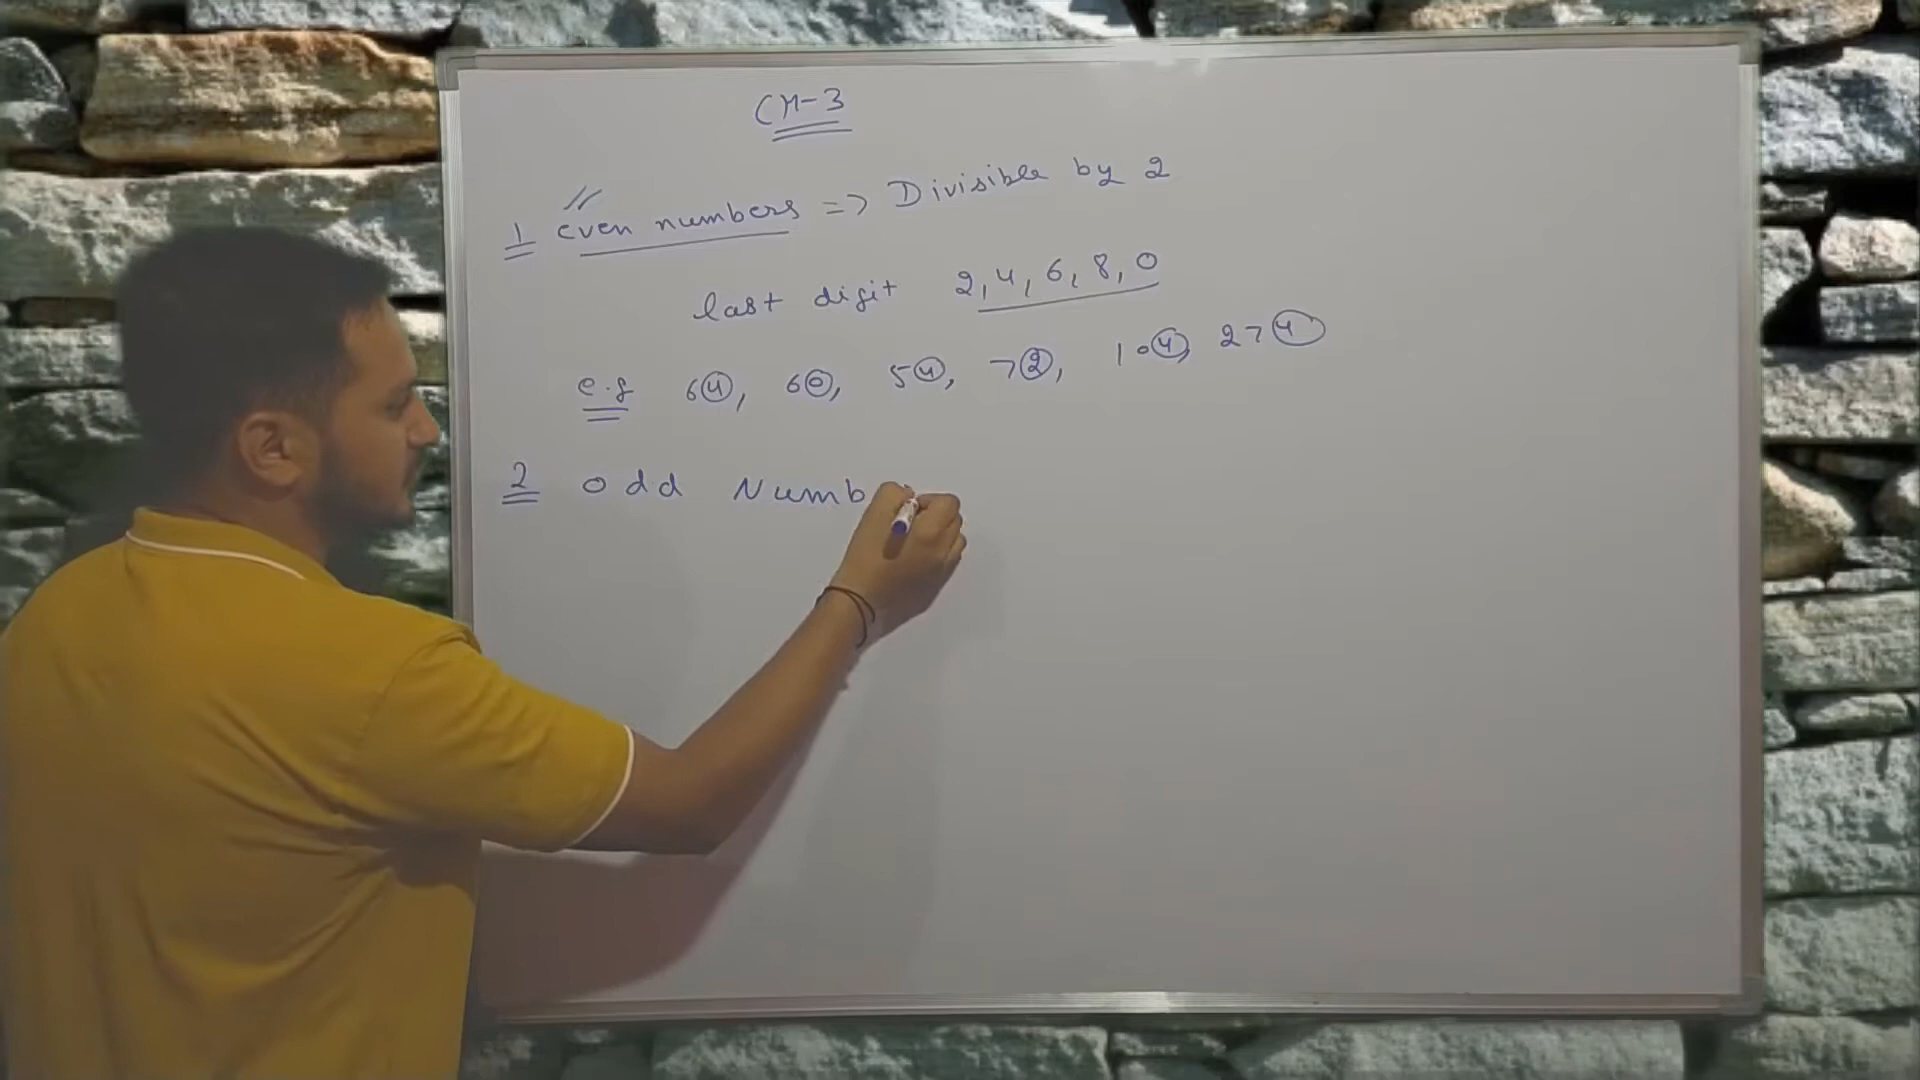 CH-3
1 even numbers => Divisible by 2
last digit 2, 4, 6, 8, 0
e.g 64, 60, 54, 72, 104, 274
2 odd Numb